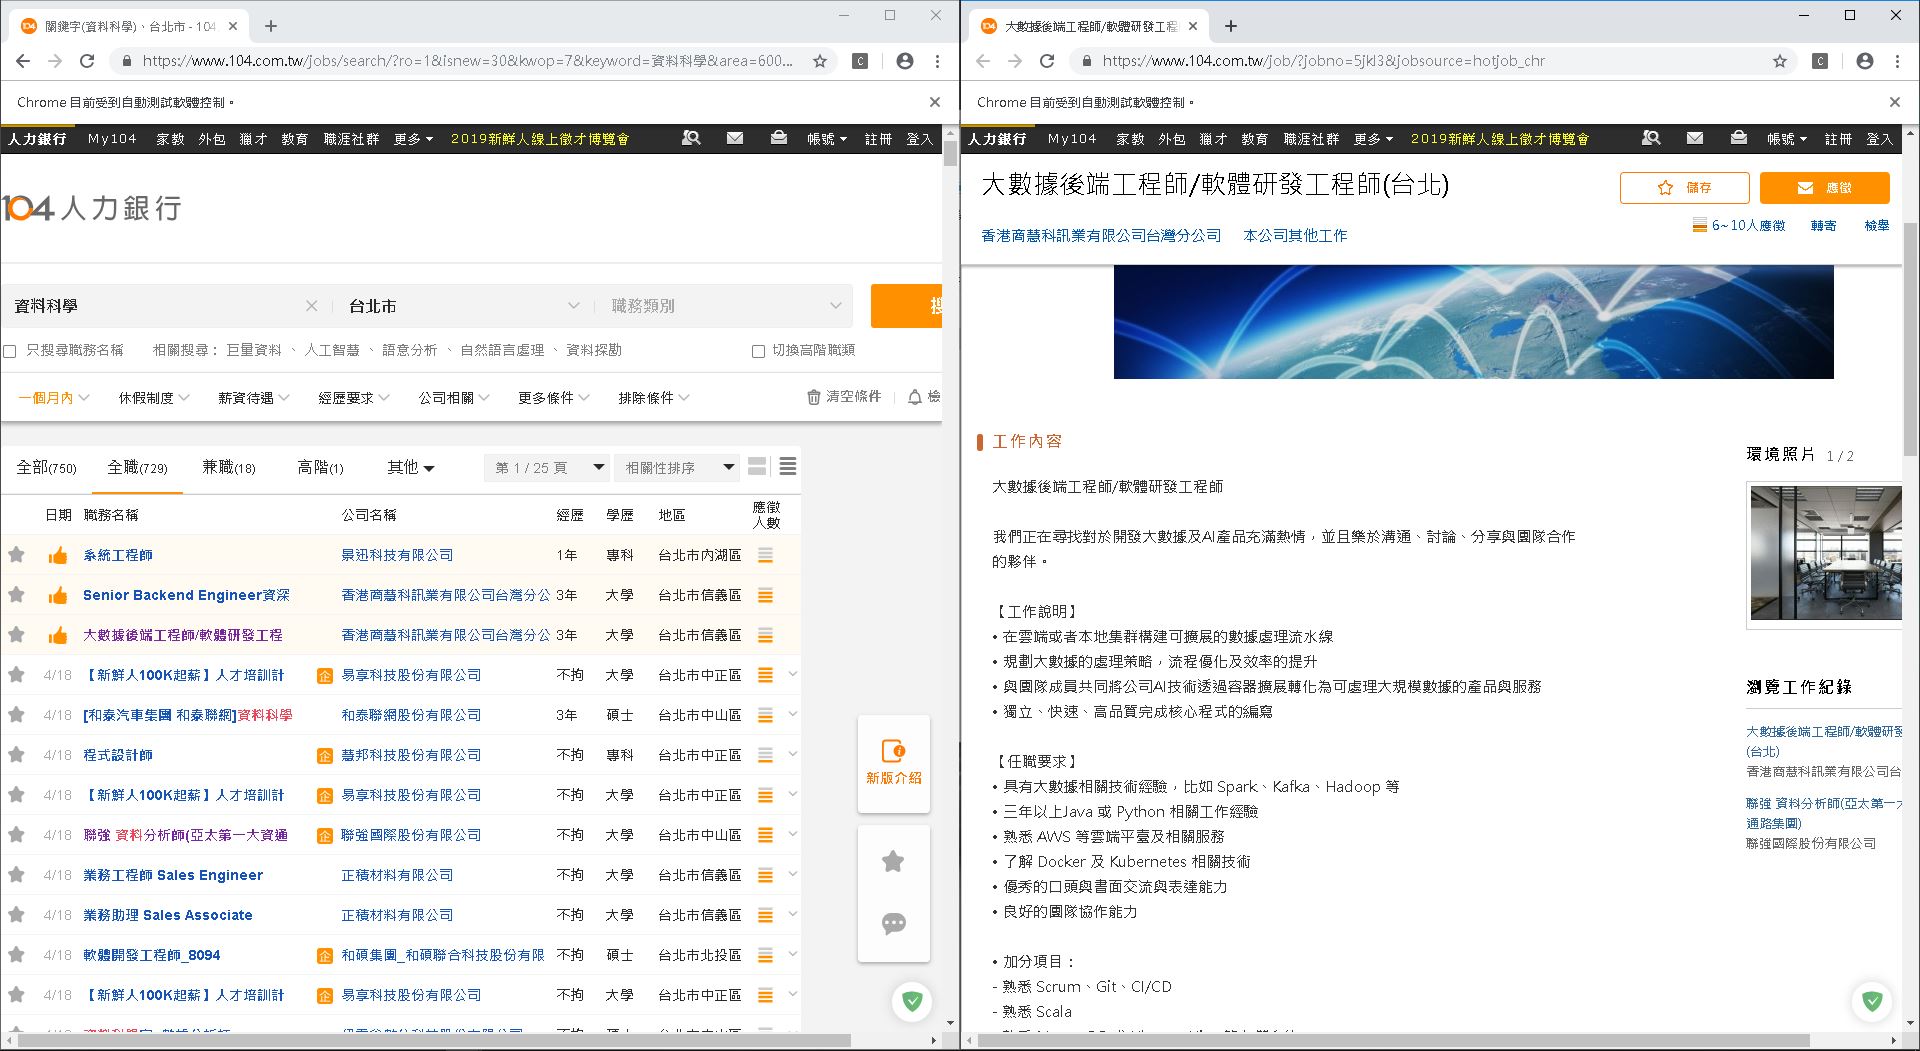 關鍵字(資料科學)、台北市 - 104
https://www.104.com.tw/jobs/search/?ro=1&isnew=30&kwop=7&keyword=資料科學&area=600...
Chrome 目前受到自動測試軟體控制。
人力銀行 My104 家教 外包 獵才 教育 職涯社群 更多 2019新鮮人線上徵才博覽會 帳號 註冊 登入
104人力銀行
資料科學 台北市 職務類別 搜
只搜尋職務名稱 相關搜尋： 巨量資料 、 人工智慧 、 語意分析 、 自然語言處理 、 資料探勘 切換高階職類
一個月內 休假制度 薪資待遇 經歷要求 公司相關 更多條件 排除條件 清空條件 檢
全部(750) 全職(729) 兼職(18) 高階(1) 其他 第 1 / 25 頁 相關性排序
日期 職務名稱 公司名稱 經歷 學歷 地區 應徵人數
系統工程師 景迅科技有限公司 1年 專科 台北市內湖區
Senior Backend Engineer資深 香港商慧科訊業有限公司台灣分公 3年 大學 台北市信義區
大數據後端工程師/軟體研發工程 香港商慧科訊業有限公司台灣分公 3年 大學 台北市信義區
4/18 【新鮮人100K起薪】人才培訓計 企 易享科技股份有限公司 不拘 大學 台北市中正區
4/18 [和泰汽車集團 和泰聯網]資料科學 和泰聯網股份有限公司 3年 碩士 台北市中山區
4/18 程式設計師 企 慧邦科技股份有限公司 不拘 專科 台北市中正區
4/18 【新鮮人100K起薪】人才培訓計 企 易享科技股份有限公司 不拘 大學 台北市中正區
4/18 聯強 資料分析師(亞太第一大資通 企 聯強國際股份有限公司 不拘 大學 台北市中山區
4/18 業務工程師 Sales Engineer 正積材料有限公司 不拘 大學 台北市信義區
4/18 業務助理 Sales Associate 正積材料有限公司 不拘 大學 台北市信義區
4/18 軟體開發工程師_8094 企 和碩集團_和碩聯合科技股份有限 不拘 碩士 台北市北投區
4/18 【新鮮人100K起薪】人才培訓計 企 易享科技股份有限公司 不拘 大學 台北市中正區
新版介紹
大數據後端工程師/軟體研發工程
https://www.104.com.tw/job/?jobno=5jkl3&jobsource=hotjob_chr
Chrome 目前受到自動測試軟體控制。
人力銀行 My104 家教 外包 獵才 教育 職涯社群 更多 2019新鮮人線上徵才博覽會 帳號 註冊 登入
大數據後端工程師/軟體研發工程師(台北) 儲存 應徵
香港商慧科訊業有限公司台灣分公司 本公司其他工作 6~10人應徵 轉寄 檢舉
工作內容
大數據後端工程師/軟體研發工程師
我們正在尋找對於開發大數據及AI產品充滿熱情，並且樂於溝通、討論、分享與團隊合作
的夥伴。
【工作說明】
• 在雲端或者本地集群構建可擴展的數據處理流水線
• 規劃大數據的處理策略，流程優化及效率的提升
• 與團隊成員共同將公司AI技術透過容器擴展轉化為可處理大規模數據的產品與服務
• 獨立、快速、高品質完成核心程式的編寫
【任職要求】
• 具有大數據相關技術經驗，比如 Spark、Kafka、Hadoop 等
• 三年以上Java 或 Python 相關工作經驗
• 熟悉 AWS 等雲端平臺及相關服務
• 了解 Docker 及 Kubernetes 相關技術
• 優秀的口頭與書面交流與表達能力
• 良好的團隊協作能力
• 加分項目：
- 熟悉 Scrum、Git、CI/CD
- 熟悉 Scala
環境照片 1 / 2
瀏覽工作紀錄
大數據後端工程師/軟體研發
(台北)
香港商慧科訊業有限公司台
聯強 資料分析師(亞太第一大
通路集團)
聯強國際股份有限公司